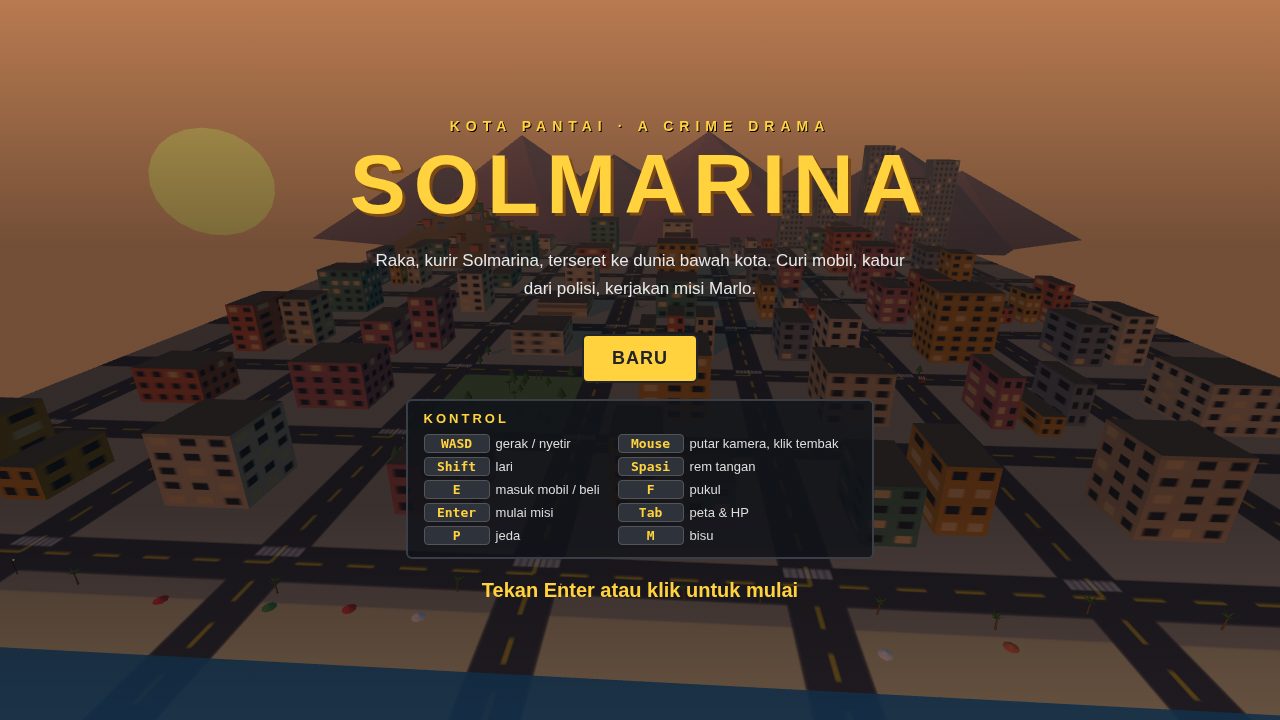 KOTA PANTAI · A CRIME DRAMA
SOLMARINA
Raka, kurir Solmarina, terseret ke dunia bawah kota. Curi mobil, kabur
dari polisi, kerjakan misi Marlo.
BARU
KONTROL
WASD gerak / nyetir Mouse putar kamera, klik tembak
Shift lari Spasi rem tangan
E masuk mobil / beli F pukul
Enter mulai misi Tab peta & HP
P jeda M bisu
Tekan Enter atau klik untuk mulai